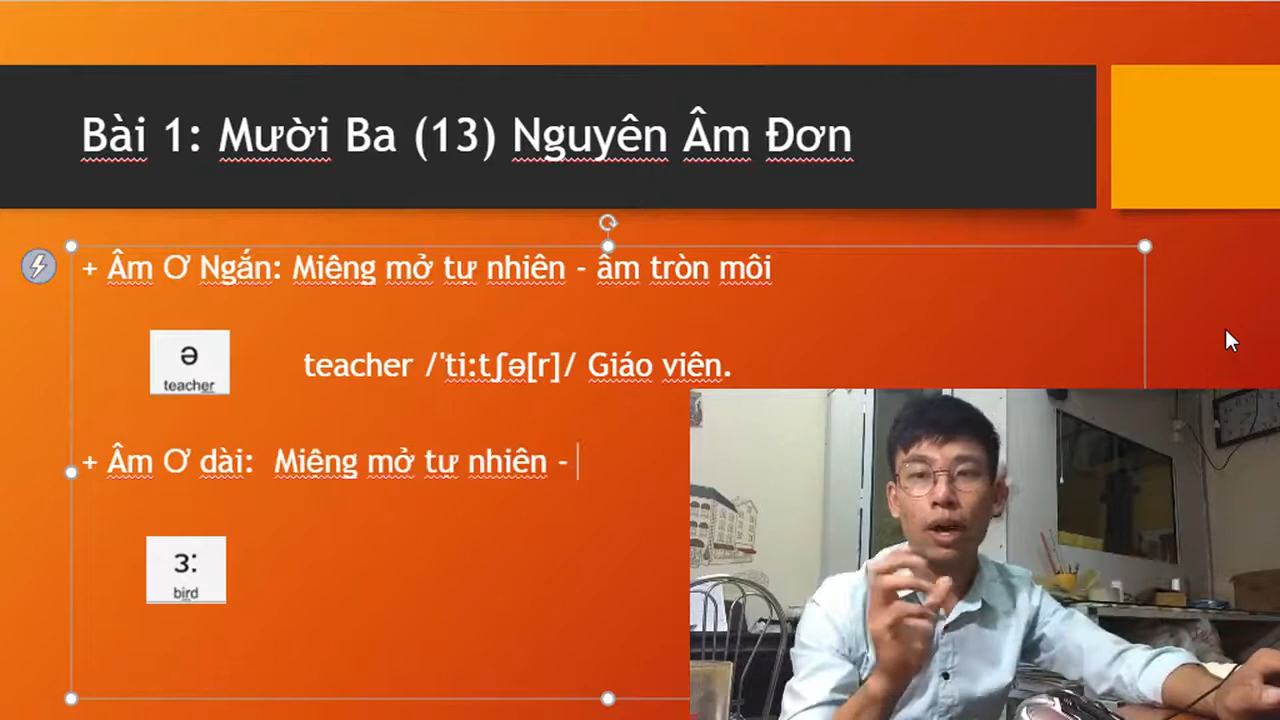 Bài 1: Mười Ba (13) Nguyên Âm Đơn
+ Âm Ơ Ngắn: Miệng mở tự nhiên - âm tròn môi
ə
teacher
teacher /ˈti:tʃə[r]/ Giáo viên.
+ Âm Ơ dài: Miệng mở tự nhiên -
ɜ:
bird